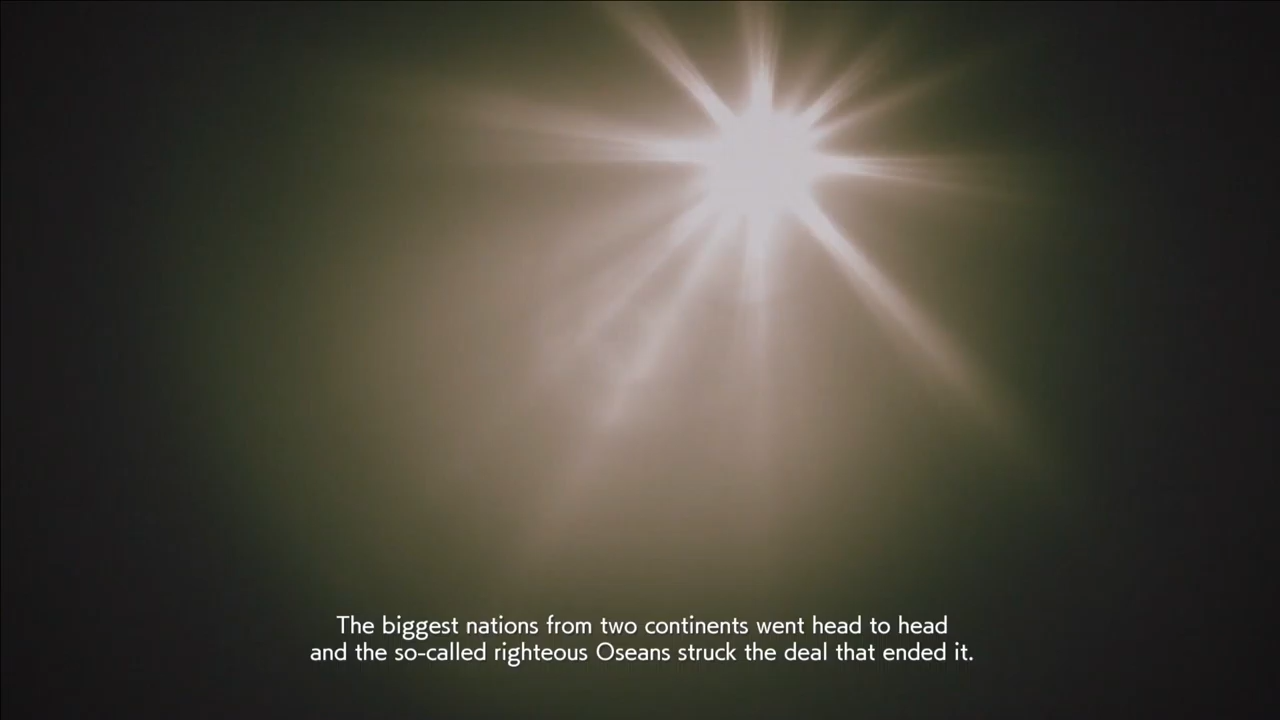 The biggest nations from two continents went head to head
and the so-called righteous Oseans struck the deal that ended it.